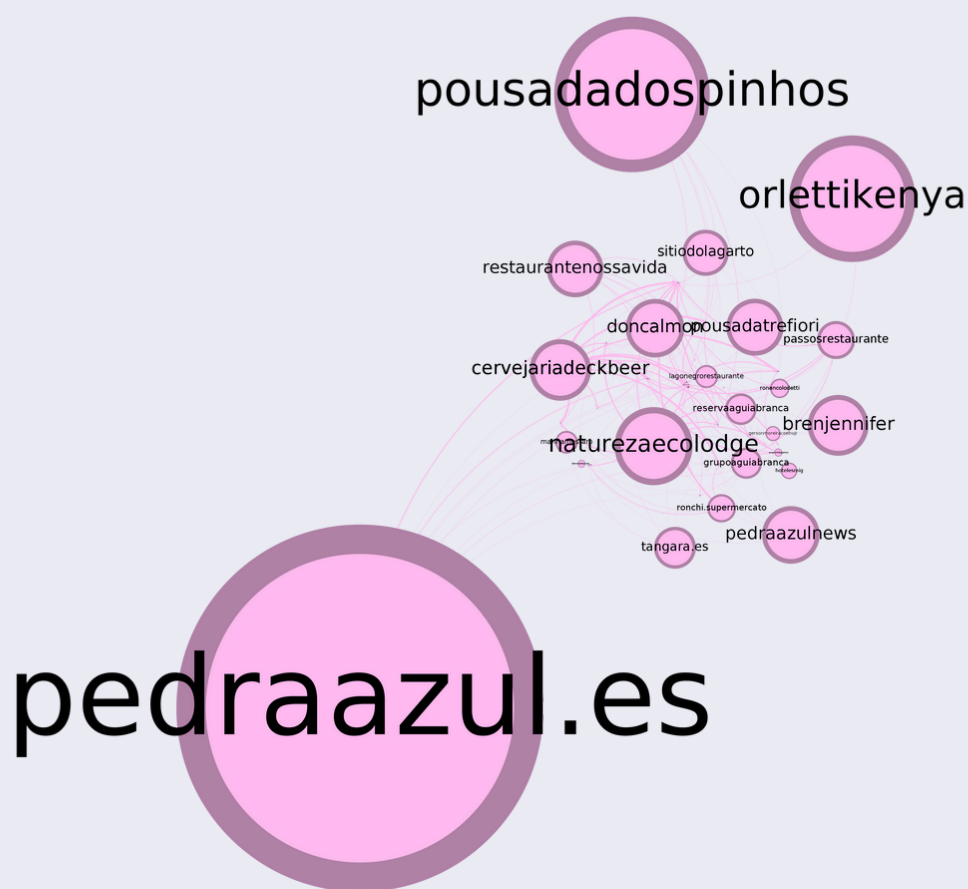 pousadadospinhos
orlettikenya
sitiodolagarto
restaurantenossavida
doncalmon
pousadatrefiori
passosrestaurante
cervejariadeckbeer
lagonegrorestaurante
ronencolodetti
reservaaguiabranca
brenjennifer
naturezaecolodge
grupoaguiabranca
ronchi.supermercato
pedraazulnews
tangara.es
pedraazul.es